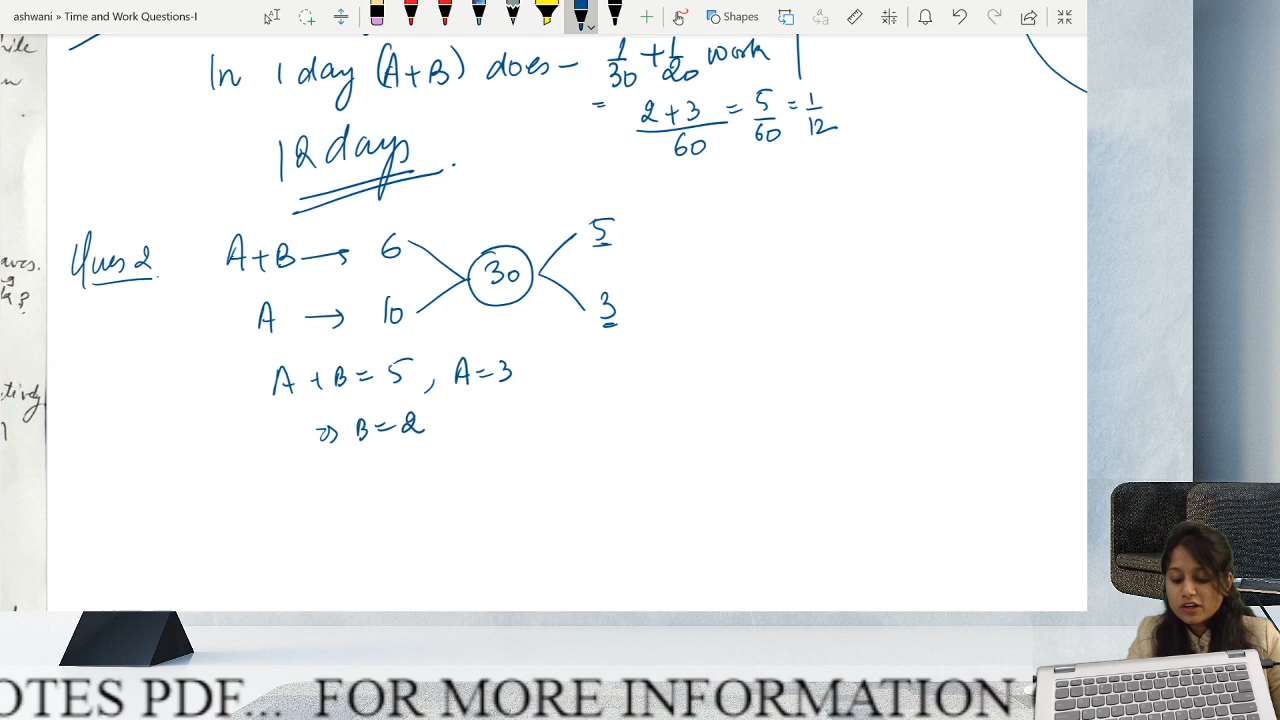 ashwani » Time and Work Questions-I
Shapes
In 1 day (A+B) does – 1/30 + 1/20 work
= 2+3/60 = 5/60 = 1/12
12 days.
Ques 2 A+B → 6 30 5
A → 10 3
A + B = 5, A = 3
⇒ B = 2
OTES PDF... FOR MORE INFORMATION